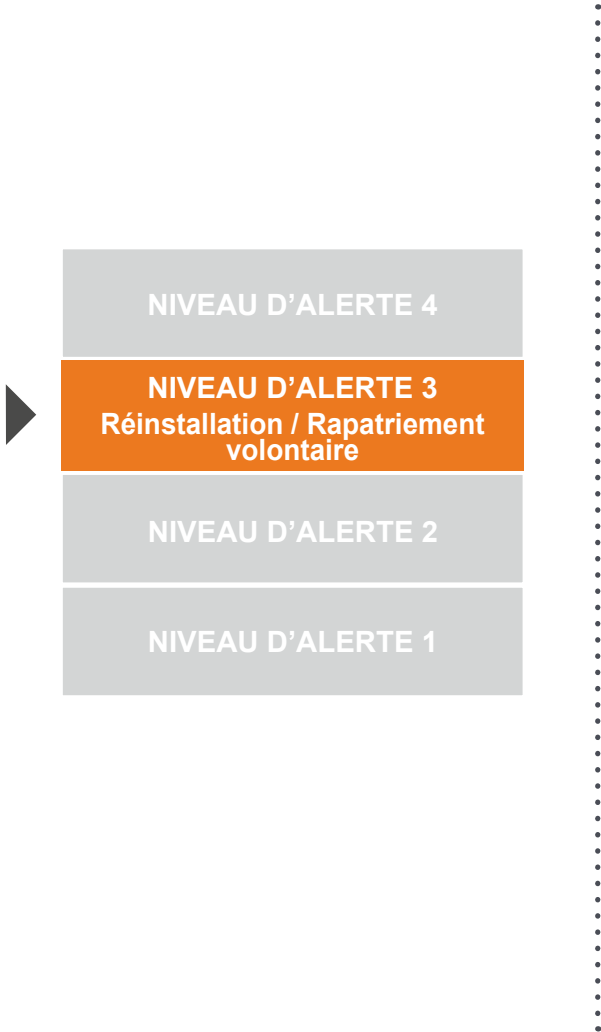 NIVEAU D’ALERTE 4
NIVEAU D’ALERTE 3
Réinstallation / Rapatriement
volontaire
NIVEAU D’ALERTE 2
NIVEAU D’ALERTE 1